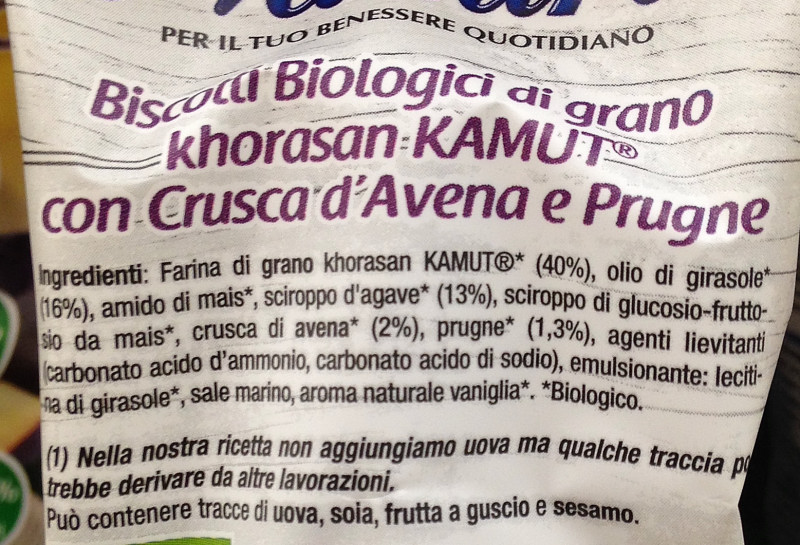 PER IL TUO BENESSERE QUOTIDIANO
Biscotti Biologici di grano
khorasan KAMUT®
con Crusca d'Avena e Prugne
Ingredienti: Farina di grano khorasan KAMUT®* (40%), olio di girasole*
(16%), amido di mais*, sciroppo d'agave* (13%), sciroppo di glucosio-frutto-
sio da mais*, crusca di avena* (2%), prugne* (1,3%), agenti lievitanti
(carbonato acido d'ammonio, carbonato acido di sodio), emulsionante: leciti-
na di girasole*, sale marino, aroma naturale vaniglia*. *Biologico.
(1) Nella nostra ricetta non aggiungiamo uova ma qualche traccia po
trebbe derivare da altre lavorazioni.
Può contenere tracce di uova, soia, frutta a guscio e sesamo.